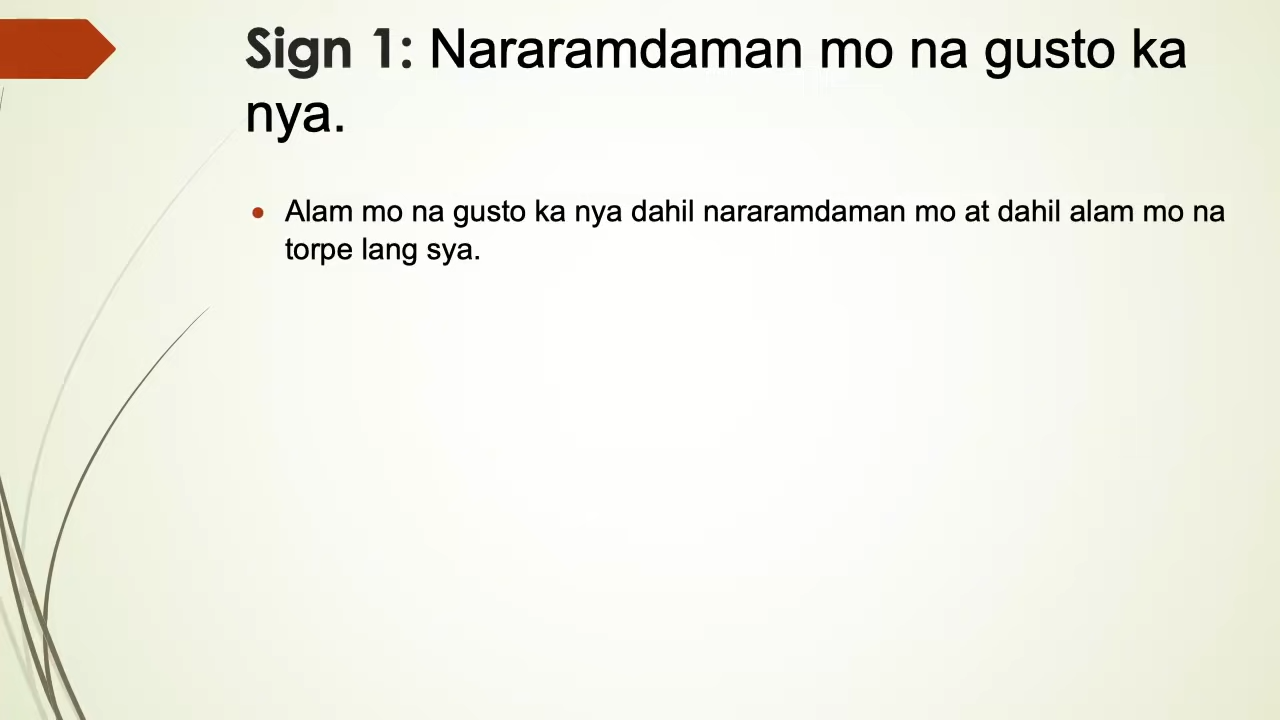 Sign 1: Nararamdaman mo na gusto ka
nya.
• Alam mo na gusto ka nya dahil nararamdaman mo at dahil alam mo na
torpe lang sya.